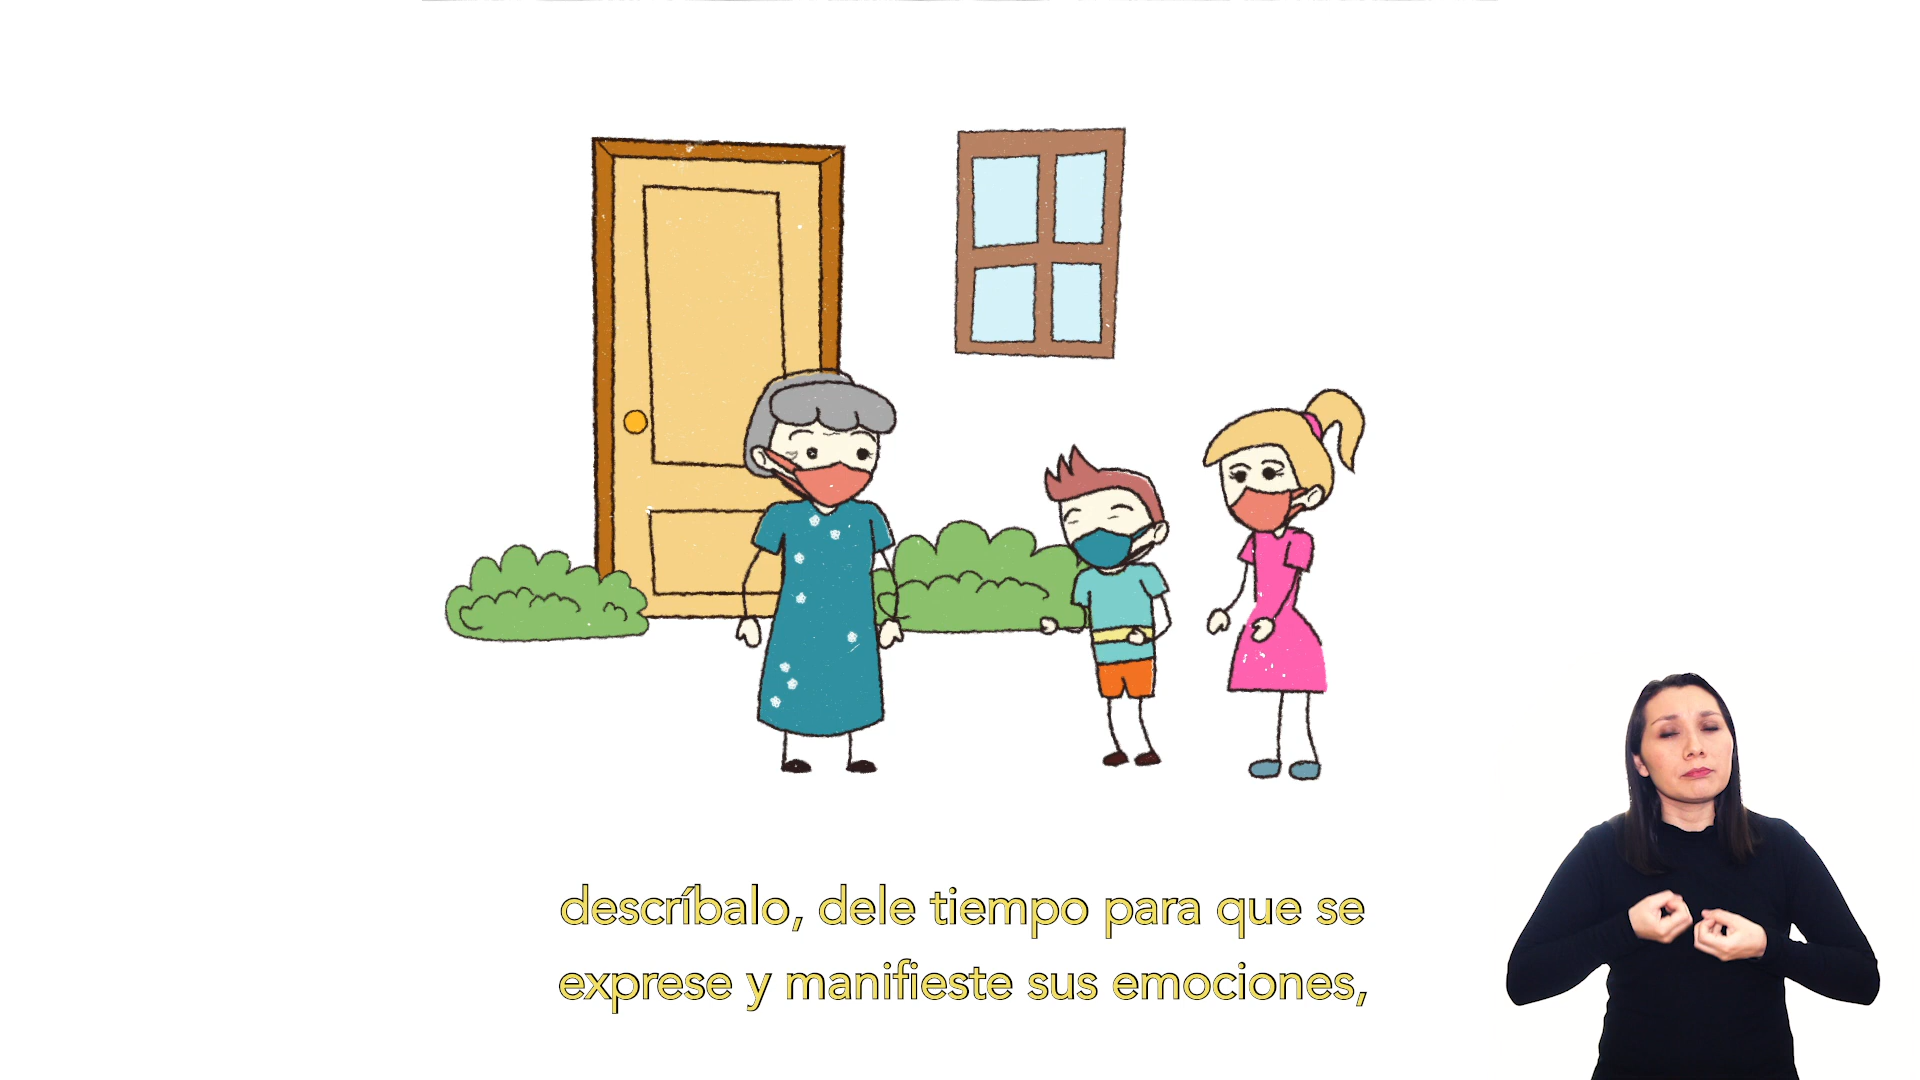 descríbalo, dele tiempo para que se
exprese y manifieste sus emociones,